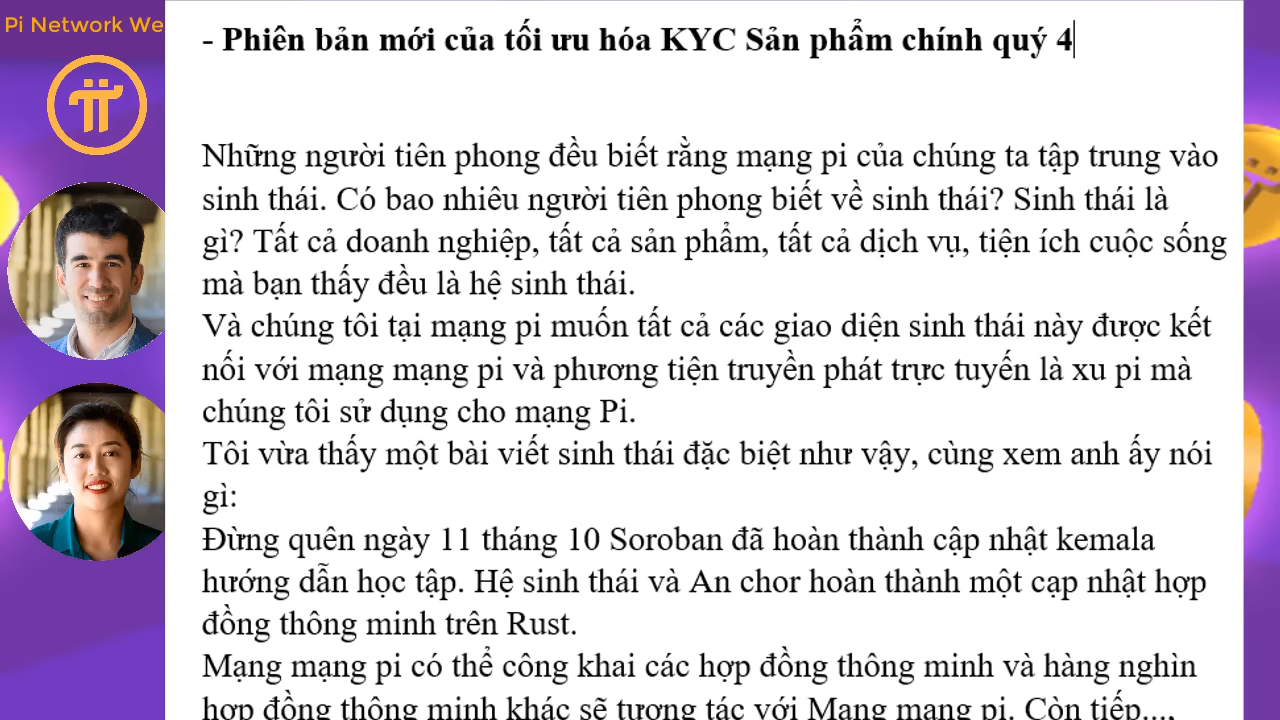 Pi Network We
- Phiên bản mới của tối ưu hóa KYC Sản phẩm chính quý 4
Những người tiên phong đều biết rằng mạng pi của chúng ta tập trung vào
sinh thái. Có bao nhiêu người tiên phong biết về sinh thái? Sinh thái là
gì? Tất cả doanh nghiệp, tất cả sản phẩm, tất cả dịch vụ, tiện ích cuộc sống
mà bạn thấy đều là hệ sinh thái.
Và chúng tôi tại mạng pi muốn tất cả các giao diện sinh thái này được kết
nối với mạng mạng pi và phương tiện truyền phát trực tuyến là xu pi mà
chúng tôi sử dụng cho mạng Pi.
Tôi vừa thấy một bài viết sinh thái đặc biệt như vậy, cùng xem anh ấy nói
gì:
Đừng quên ngày 11 tháng 10 Soroban đã hoàn thành cập nhật kemala
hướng dẫn học tập. Hệ sinh thái và An chor hoàn thành một cạp nhật hợp
đồng thông minh trên Rust.
Mạng mạng pi có thể công khai các hợp đồng thông minh và hàng nghìn
hợp đồng thông minh khác sẽ tương tác với Mạng mạng pi. Còn tiếp...,